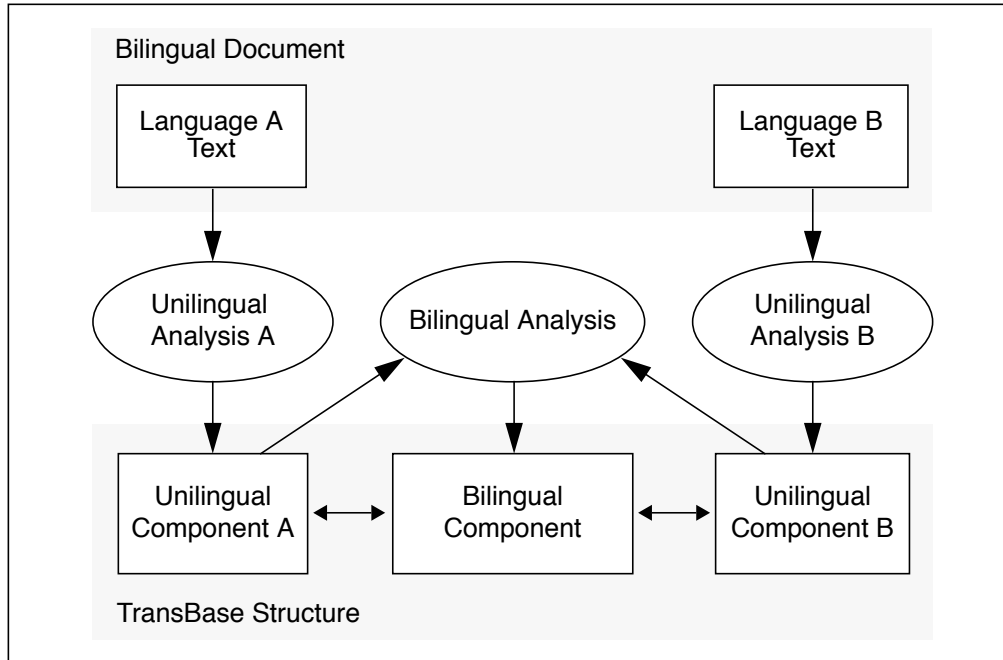 Bilingual Document
Language A
Text
Language B
Text
Unilingual
Analysis A
Bilingual Analysis
Unilingual
Analysis B
Unilingual
Component A
Bilingual
Component
Unilingual
Component B
TransBase Structure